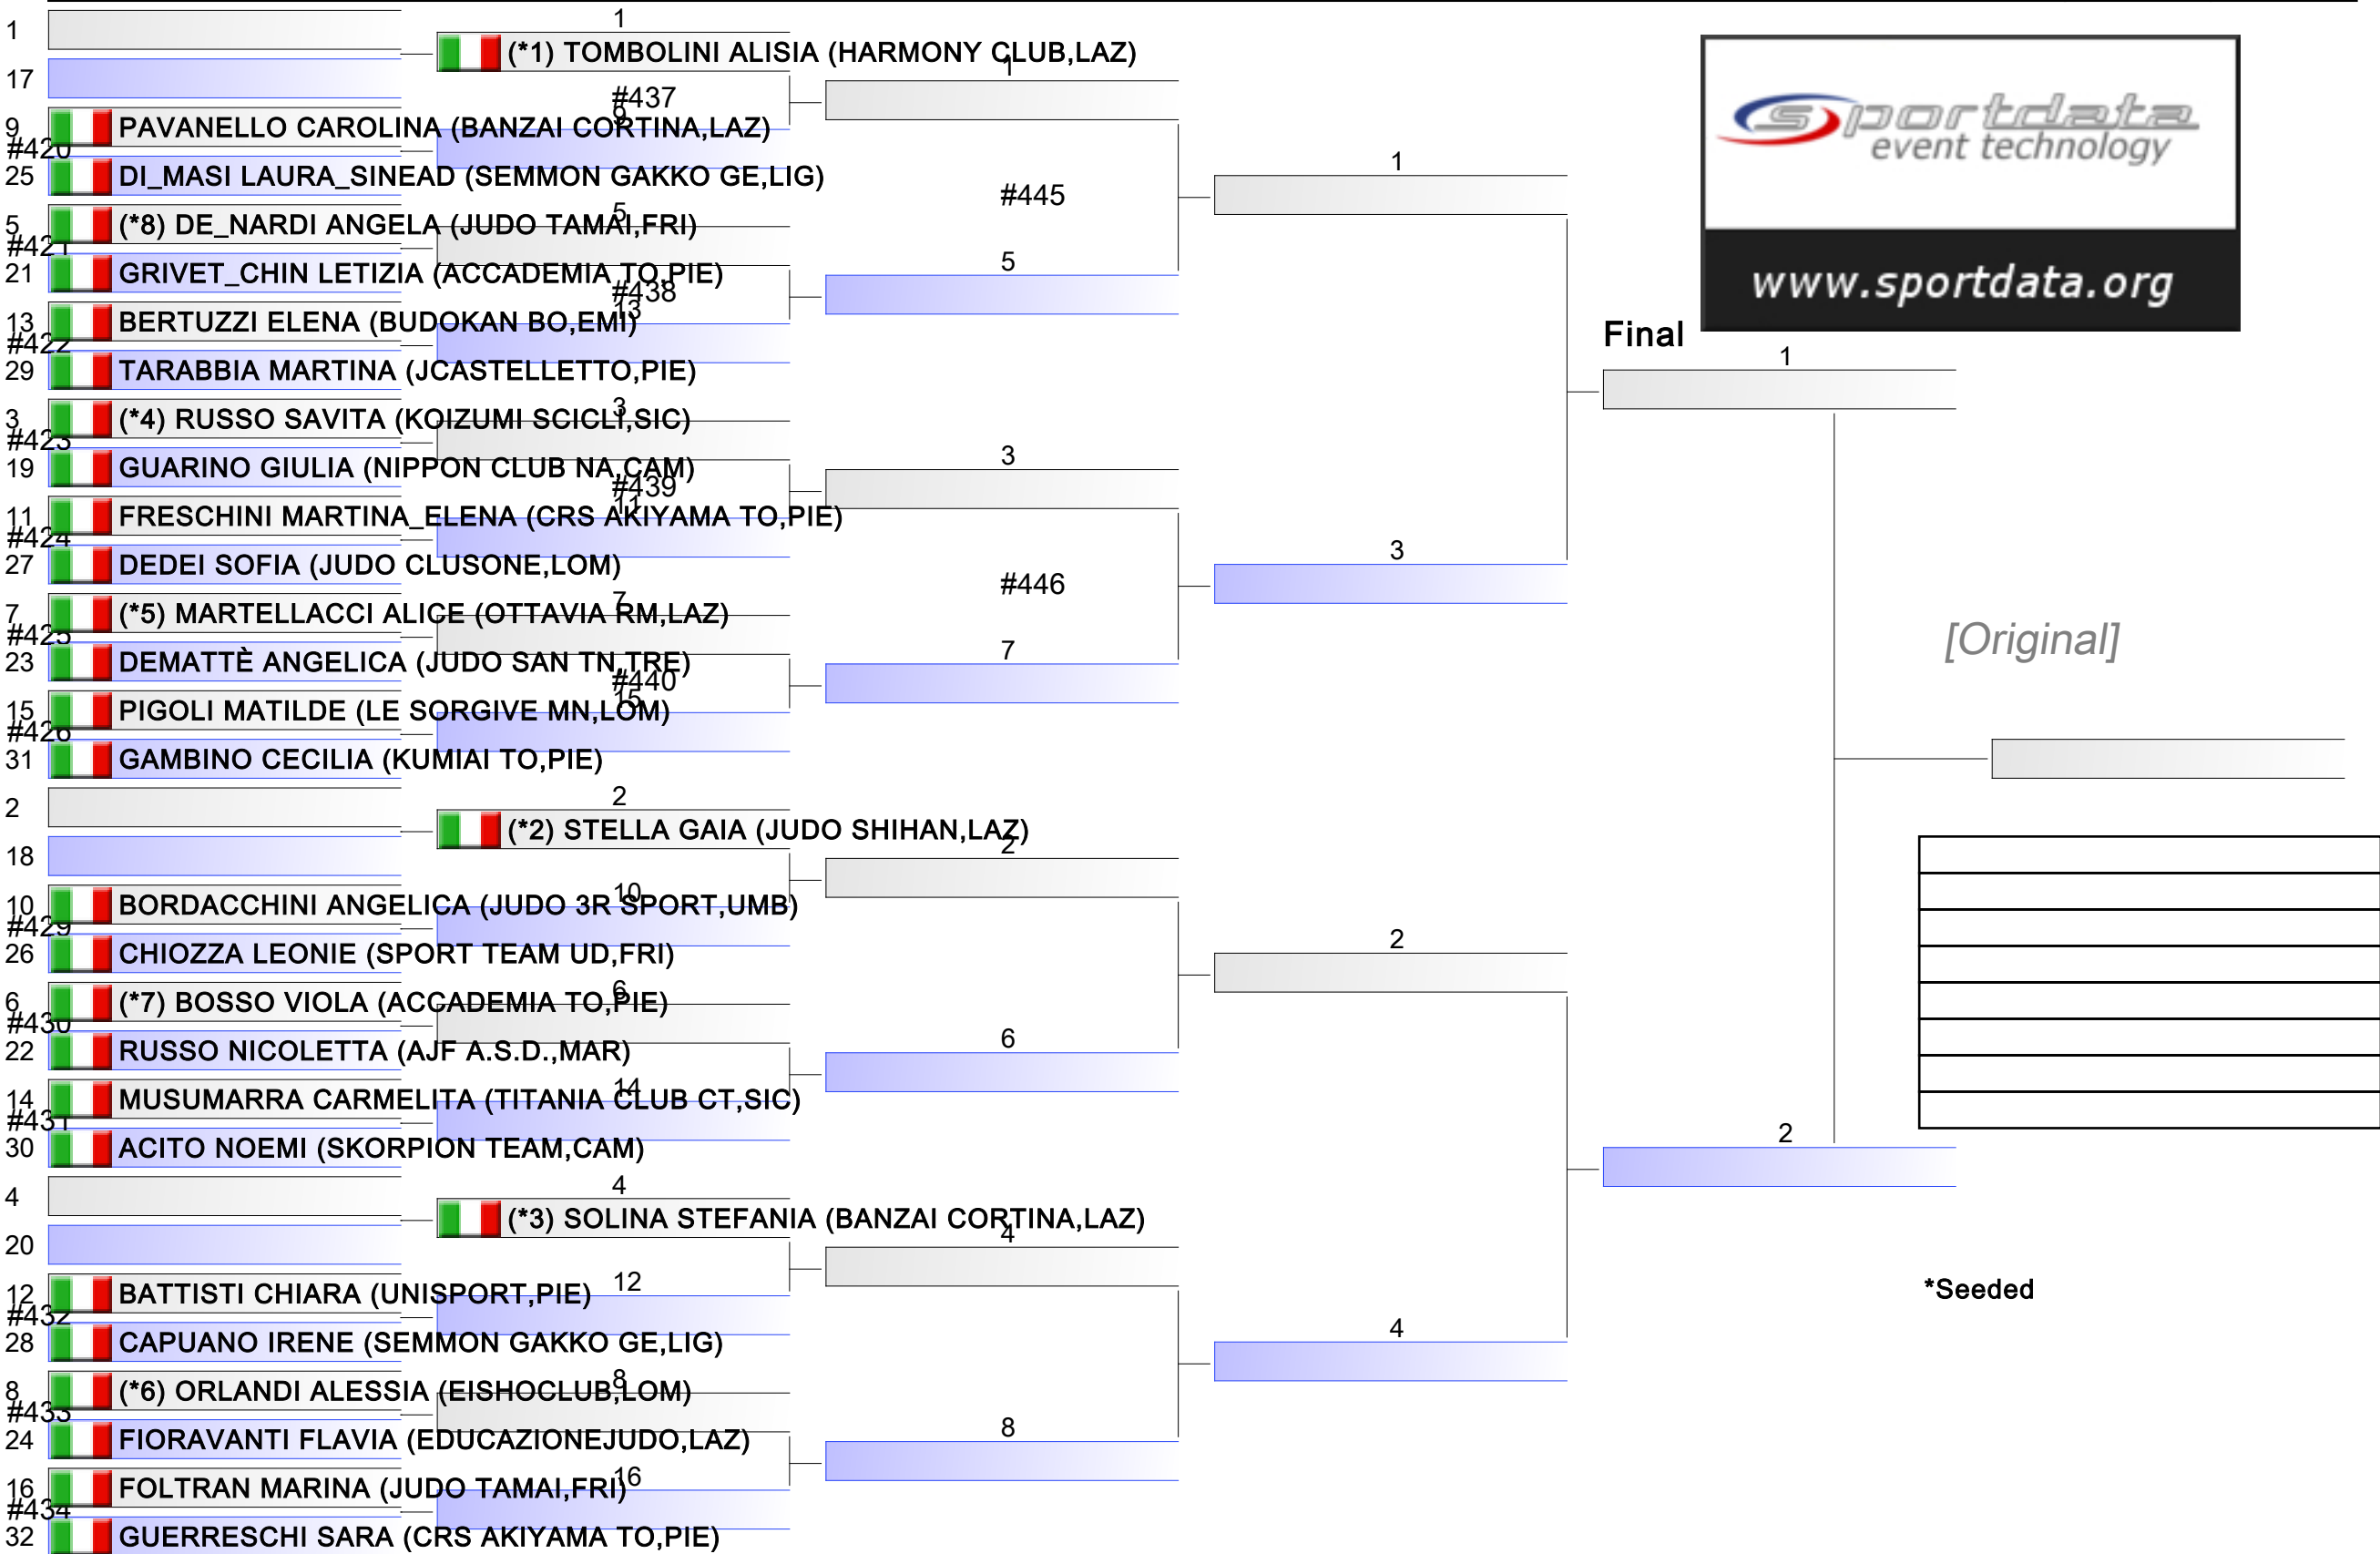 1
1
(*1) TOMBOLINI ALISIA (HARMONY CLUB,LAZ)
1
17
#437
9
9
PAVANELLO CAROLINA (BANZAI CORTINA,LAZ)
#420
25
DI_MASI LAURA_SINEAD (SEMMON GAKKO GE,LIG)
1
#445
5
5
(*8) DE_NARDI ANGELA (JUDO TAMAI,FRI)
#421
21
GRIVET_CHIN LETIZIA (ACCADEMIA TO,PIE)
5
#438
13
13
BERTUZZI ELENA (BUDOKAN BO,EMI)
#422
29
TARABBIA MARTINA (JCASTELLETTO,PIE)
Final
1
3
3
(*4) RUSSO SAVITA (KOIZUMI SCICLI,SIC)
#423
19
GUARINO GIULIA (NIPPON CLUB NA,CAM)
3
#439
11
11
FRESCHINI MARTINA_ELENA (CRS AKIYAMA TO,PIE)
#424
27
DEDEI SOFIA (JUDO CLUSONE,LOM)
3
#446
7
7
(*5) MARTELLACCI ALICE (OTTAVIA RM,LAZ)
#425
23
DEMATTÈ ANGELICA (JUDO SAN TN,TRE)
7
#440
15
15
PIGOLI MATILDE (LE SORGIVE MN,LOM)
#426
31
GAMBINO CECILIA (KUMIAI TO,PIE)
2
2
(*2) STELLA GAIA (JUDO SHIHAN,LAZ)
2
18
10
10
BORDACCHINI ANGELICA (JUDO 3R SPORT,UMB)
#429
26
CHIOZZA LEONIE (SPORT TEAM UD,FRI)
2
6
6
(*7) BOSSO VIOLA (ACCADEMIA TO,PIE)
#430
22
RUSSO NICOLETTA (AJF A.S.D.,MAR)
6
14
14
MUSUMARRA CARMELITA (TITANIA CLUB CT,SIC)
#431
30
ACITO NOEMI (SKORPION TEAM,CAM)
2
4
4
(*3) SOLINA STEFANIA (BANZAI CORTINA,LAZ)
4
20
12
12
BATTISTI CHIARA (UNISPORT,PIE)
#432
28
CAPUANO IRENE (SEMMON GAKKO GE,LIG)
4
8
8
(*6) ORLANDI ALESSIA (EISHOCLUB,LOM)
#433
24
FIORAVANTI FLAVIA (EDUCAZIONEJUDO,LAZ)
8
16
16
FOLTRAN MARINA (JUDO TAMAI,FRI)
#434
32
GUERRESCHI SARA (CRS AKIYAMA TO,PIE)
sportdata
event technology
www.sportdata.org
[Original]
*Seeded